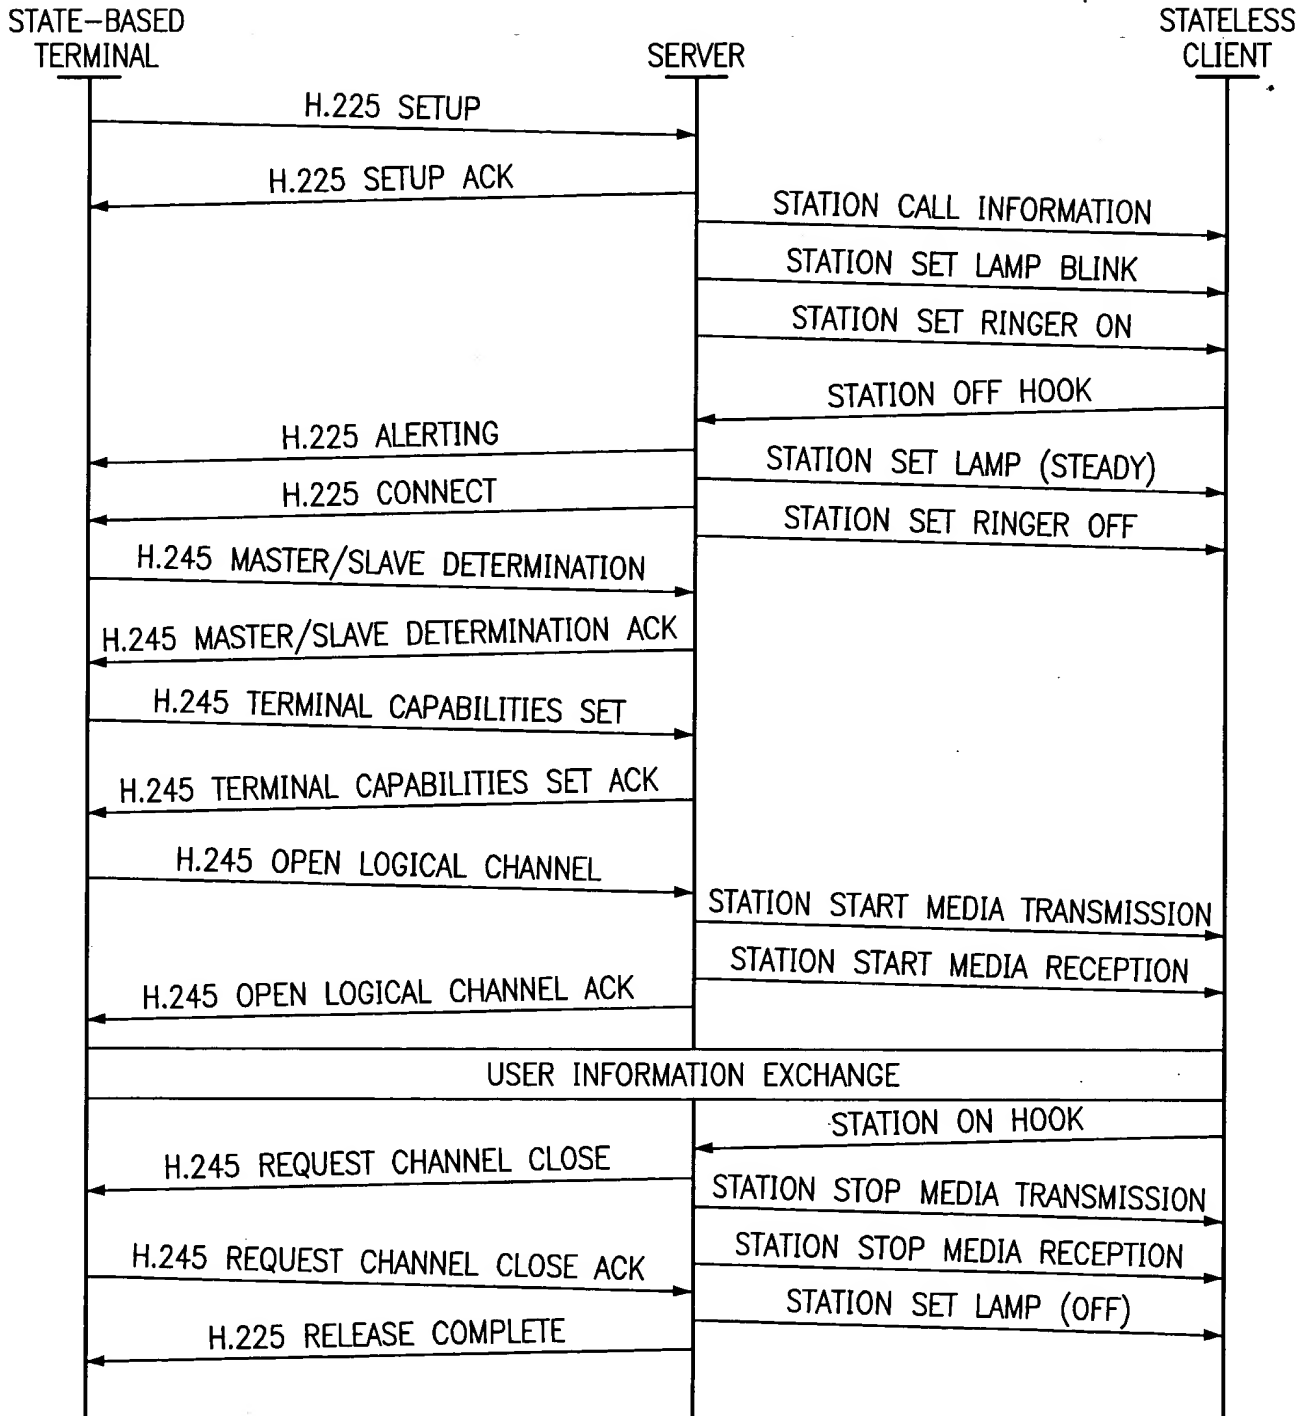 STATE-BASED
TERMINAL
SERVER
STATELESS
CLIENT
H.225 SETUP
H.225 SETUP ACK
STATION CALL INFORMATION
STATION SET LAMP BLINK
STATION SET RINGER ON
STATION OFF HOOK
H.225 ALERTING
STATION SET LAMP (STEADY)
H.225 CONNECT
STATION SET RINGER OFF
H.245 MASTER/SLAVE DETERMINATION
H.245 MASTER/SLAVE DETERMINATION ACK
H.245 TERMINAL CAPABILITIES SET
H.245 TERMINAL CAPABILITIES SET ACK
H.245 OPEN LOGICAL CHANNEL
STATION START MEDIA TRANSMISSION
STATION START MEDIA RECEPTION
H.245 OPEN LOGICAL CHANNEL ACK
USER INFORMATION EXCHANGE
STATION ON HOOK
H.245 REQUEST CHANNEL CLOSE
STATION STOP MEDIA TRANSMISSION
H.245 REQUEST CHANNEL CLOSE ACK
STATION STOP MEDIA RECEPTION
STATION SET LAMP (OFF)
H.225 RELEASE COMPLETE